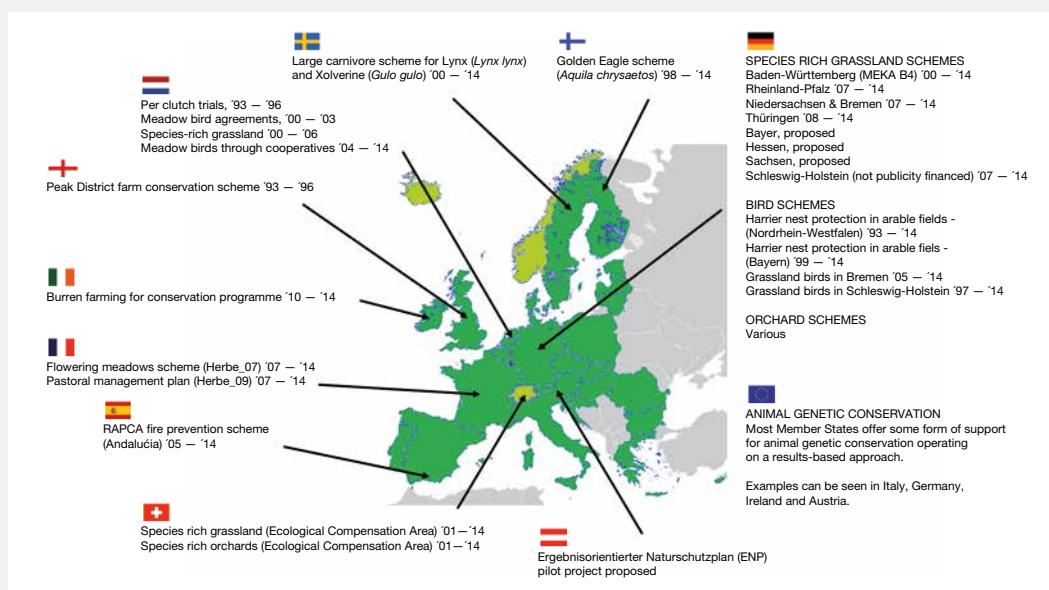 Large carnivore scheme for Lynx (Lynx lynx)
and Xolverine (Gulo gulo) ´00 — ´14
Golden Eagle scheme
(Aquila chrysaetos) ´98 — ´14
SPECIES RICH GRASSLAND SCHEMES
Baden-Württemberg (MEKA B4) ´00 — ´14
Rheinland-Pfalz ´07 — ´14
Niedersachsen & Bremen ´07 — ´14
Thüringen ´08 — ´14
Bayer, proposed
Hessen, proposed
Sachsen, proposed
Schleswig-Holstein (not publicity financed) ´07 — ´14
BIRD SCHEMES
Harrier nest protection in arable fields -
(Nordrhein-Westfalen) ´93 — ´14
Harrier nest protection in arable fiels -
(Bayern) ´99 — ´14
Grassland birds in Bremen ´05 — ´14
Grassland birds in Schleswig-Holstein ´97 — ´14
ORCHARD SCHEMES
Various
Per clutch trials, ´93 — ´96
Meadow bird agreements, ´00 — ´03
Species-rich grassland ´00 — ´06
Meadow birds through cooperatives ´04 — ´14
Peak District farm conservation scheme ´93 — ´96
Burren farming for conservation programme ´10 — ´14
Flowering meadows scheme (Herbe_07) ´07 — ´14
Pastoral management plan (Herbe_09) ´07 — ´14
RAPCA fire prevention scheme
(Andalućia) ´05 — ´14
ANIMAL GENETIC CONSERVATION
Most Member States offer some form of support
for animal genetic conservation operating
on a results-based approach.
Examples can be seen in Italy, Germany,
Ireland and Austria.
Species rich grassland (Ecological Compensation Area) ´01—´14
Species rich orchards (Ecological Compensation Area) ´01—´14
Ergebnisorientierter Naturschutzplan (ENP)
pilot project proposed